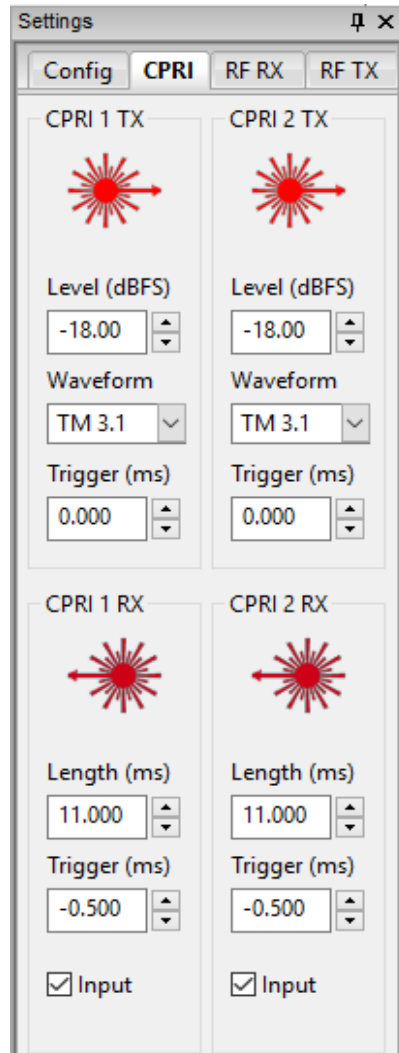 Settings
Config CPRI RF RX RF TX
CPRI 1 TX CPRI 2 TX
Level (dBFS) Level (dBFS)
-18.00 -18.00
Waveform Waveform
TM 3.1 TM 3.1
Trigger (ms) Trigger (ms)
0.000 0.000
CPRI 1 RX CPRI 2 RX
Length (ms) Length (ms)
11.000 11.000
Trigger (ms) Trigger (ms)
-0.500 -0.500
Input Input